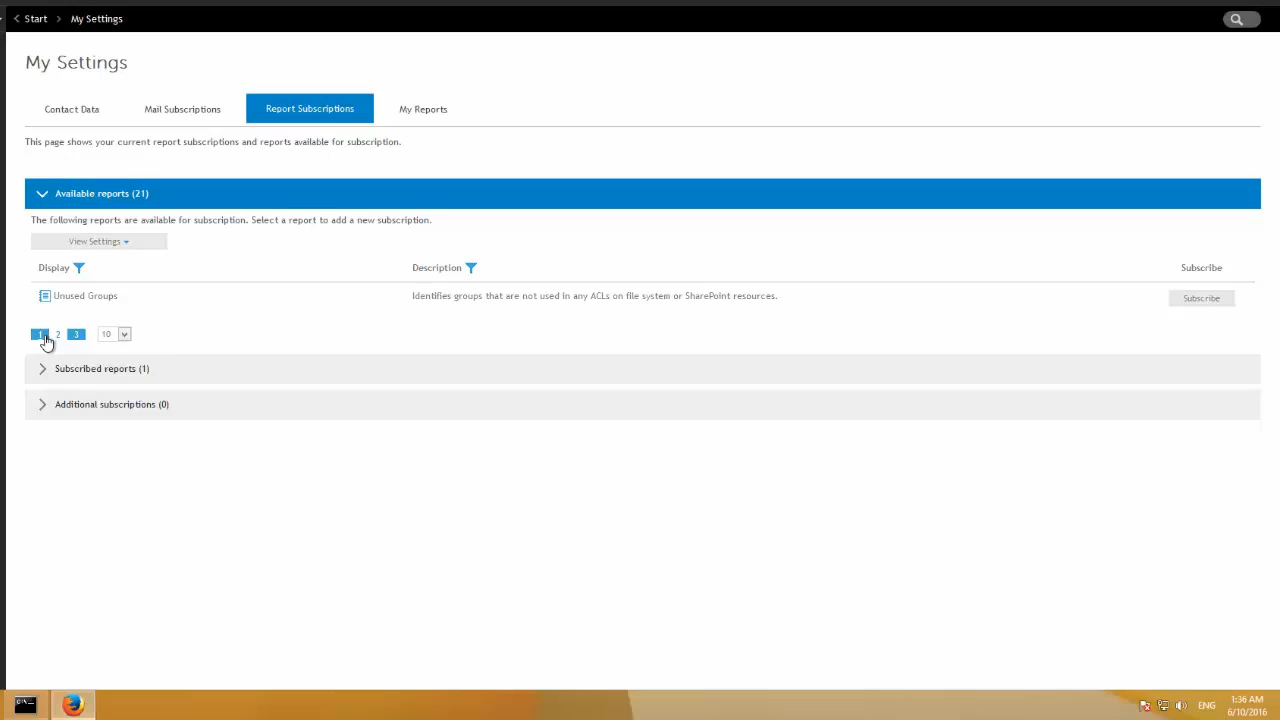 Start > My Settings
My Settings
Contact Data Mail Subscriptions Report Subscriptions My Reports
This page shows your current report subscriptions and reports available for subscription.
Available reports (21)
The following reports are available for subscription. Select a report to add a new subscription.
View Settings
Display Description Subscribe
Unused Groups Identifies groups that are not used in any ACLs on file system or SharePoint resources. Subscribe
1 2 3 10
Subscribed reports (1)
Additional subscriptions (0)
C:\_ ENG 1:36 AM
6/10/2016